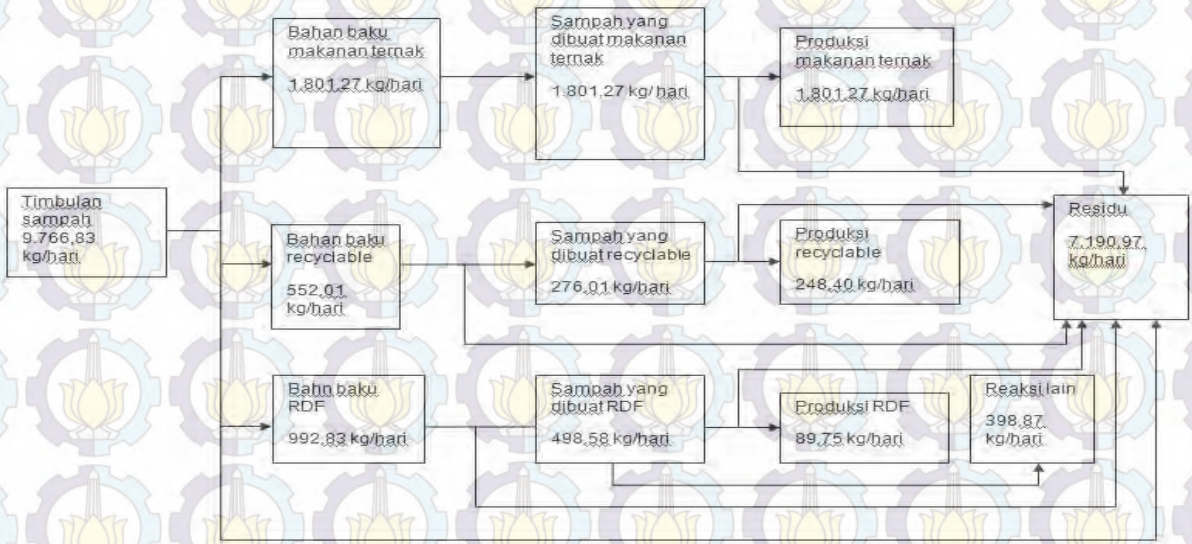 Timbulan
sampah
9.766,83
kg/hari
Bahan baku
makanan ternak
1.801,27 kg/hari
Sampah yang
dibuat makanan
ternak
1.801,27 kg/hari
Produksi
makanan ternak
1.801,27 kg/hari
Bahan baku
recyclable
552,01
kg/hari
Sampah yang
dibuat recyclable
276,01 kg/hari
Produksi
recyclable
248,40 kg/hari
Residu
7.190,97
kg/hari
Bahn baku
RDF
992,83 kg/hari
Sampah yang
dibuat RDF
498,58 kg/hari
Produksi RDF
89,75 kg/hari
Reaksi lain
398,87
kg/hari